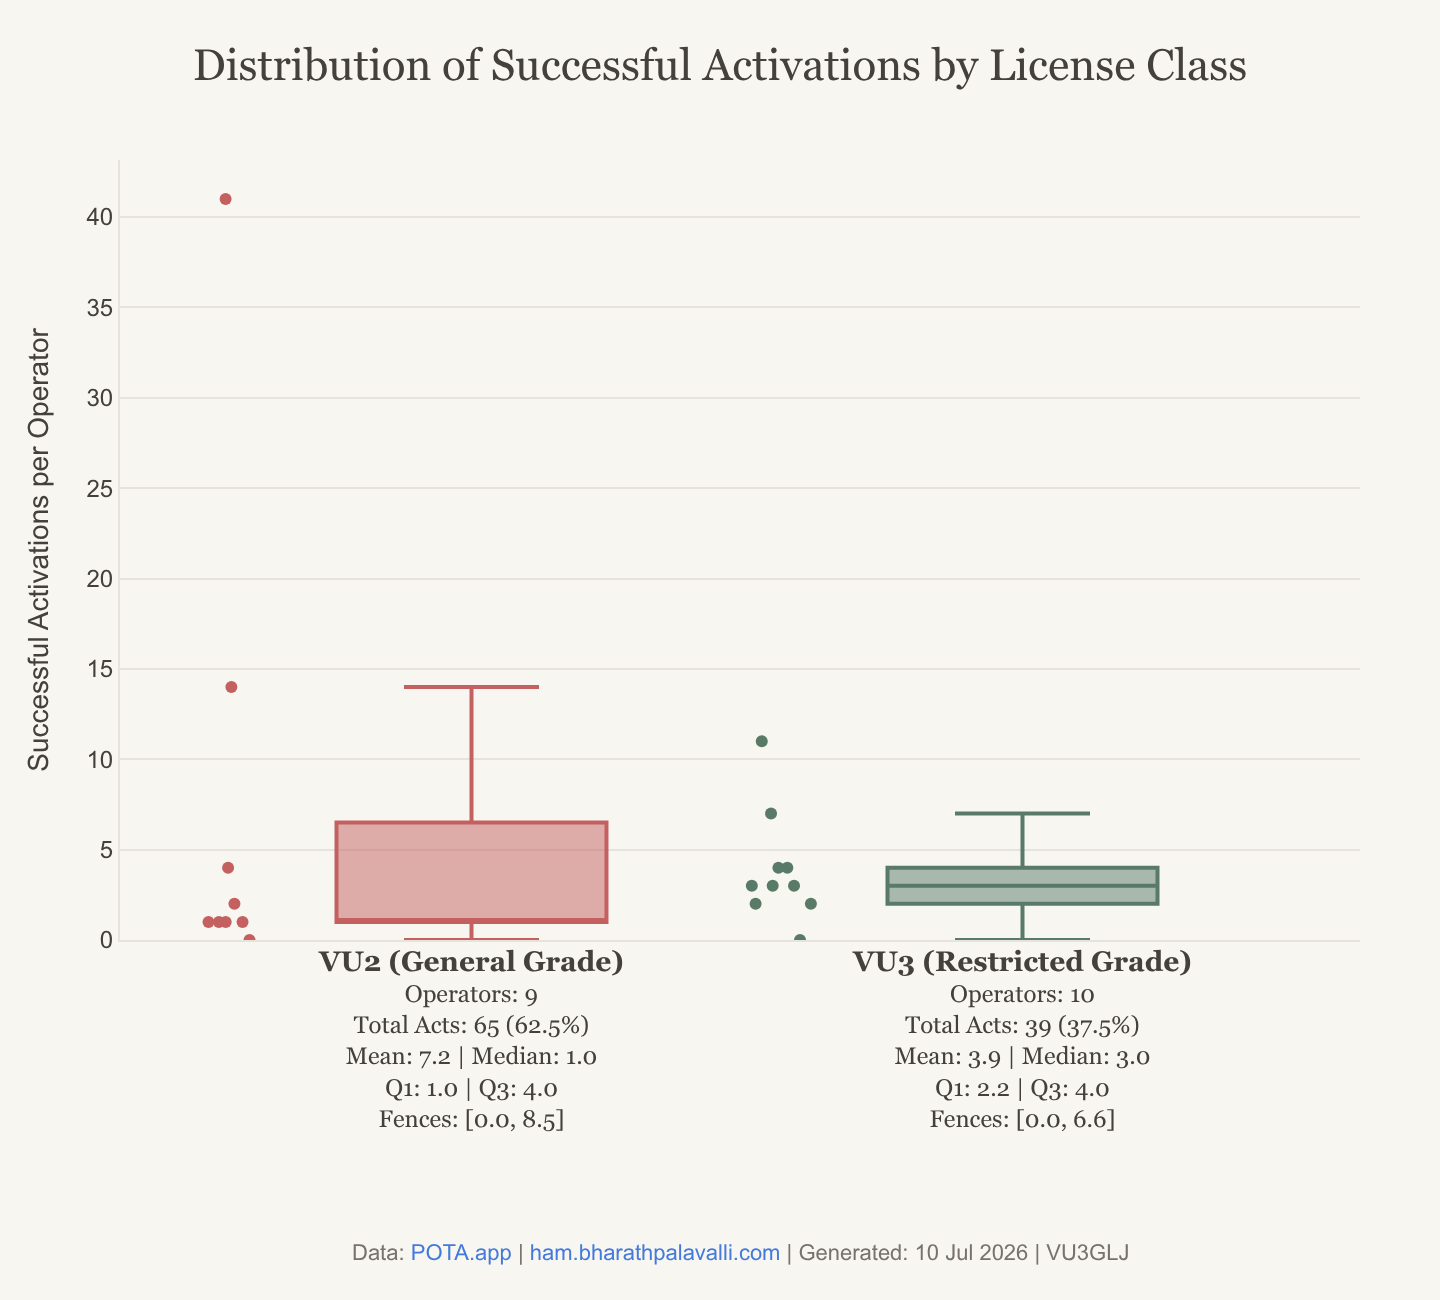 Distribution of Successful Activations by License Class
Successful Activations per Operator
40
35
30
25
20
15
10
5
0
VU2 (General Grade)
Operators: 9
Total Acts: 65 (62.5%)
Mean: 7.2 | Median: 1.0
Q1: 1.0 | Q3: 4.0
Fences: [0.0, 8.5]
VU3 (Restricted Grade)
Operators: 10
Total Acts: 39 (37.5%)
Mean: 3.9 | Median: 3.0
Q1: 2.2 | Q3: 4.0
Fences: [0.0, 6.6]
Data: POTA.app | ham.bharathpalavalli.com | Generated: 10 Jul 2026 | VU3GLJ